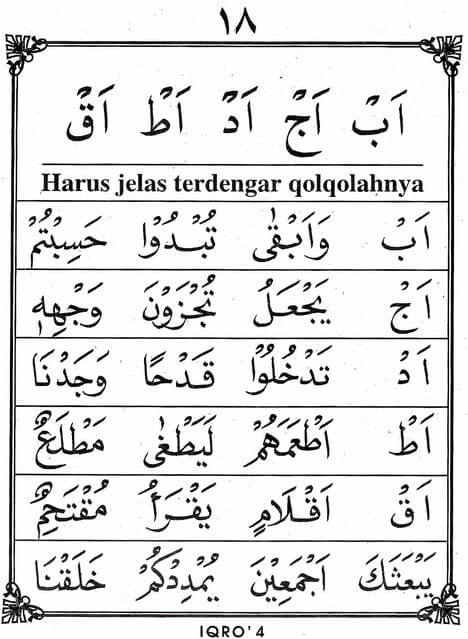 ١٨
اَبْ اَجْ اَدْ اَطْ اَقْ
Harus jelas terdengar qolqolahnya
اَبْ وَاَبْقٰى تُبْدُوْا حَسِبْتُمْ
اَجْ يَجْعَلُ تُجْزَوْنَ وَجْهِهٖ
اَدْ تَدْخُلُوْا قَدْحًا وَجَدْنَا
اَطْ اَطْعَمَهُمْ لَيَطْغٰى مَطْلَعٌ
اَقْ اَقْلَامٍ يَقْرَأُ مُقْتَحِمٌ
يَبْعَثَكَ اَجْمَعِيْنَ يُمْدِدْكُمْ خَلَقْنَا
IQRO' 4